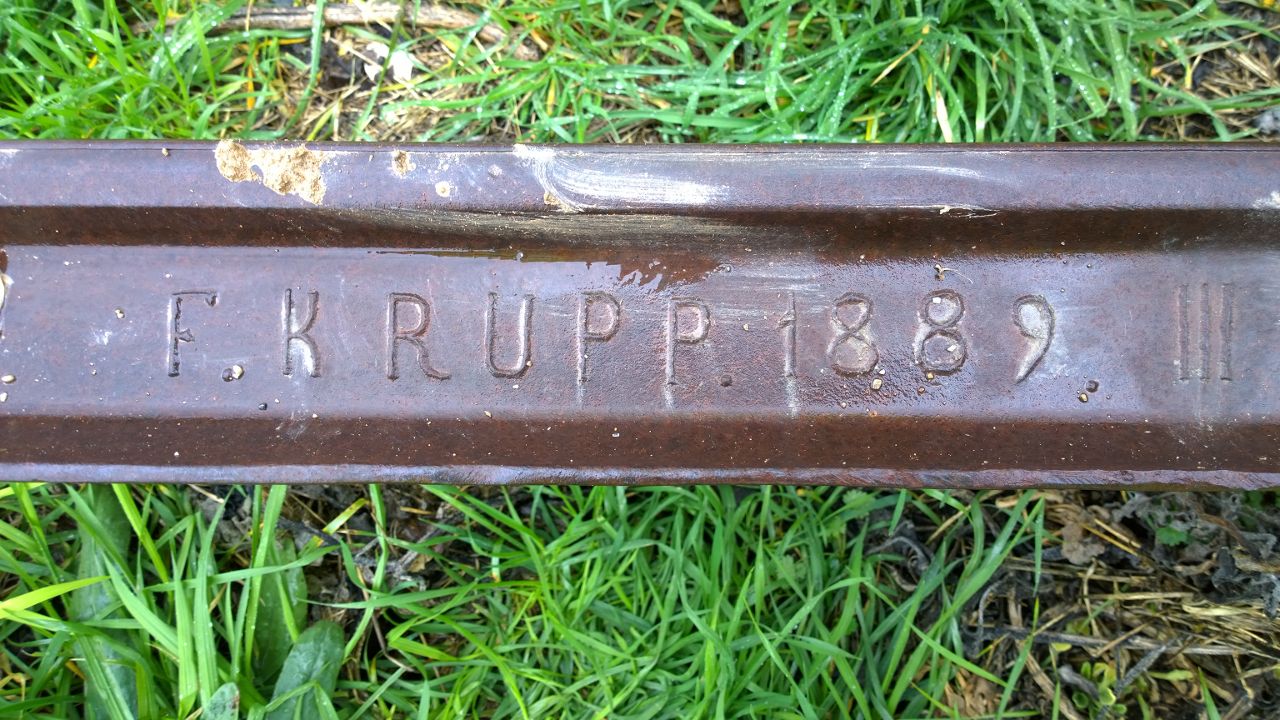 F. KRUPP. 1889 III